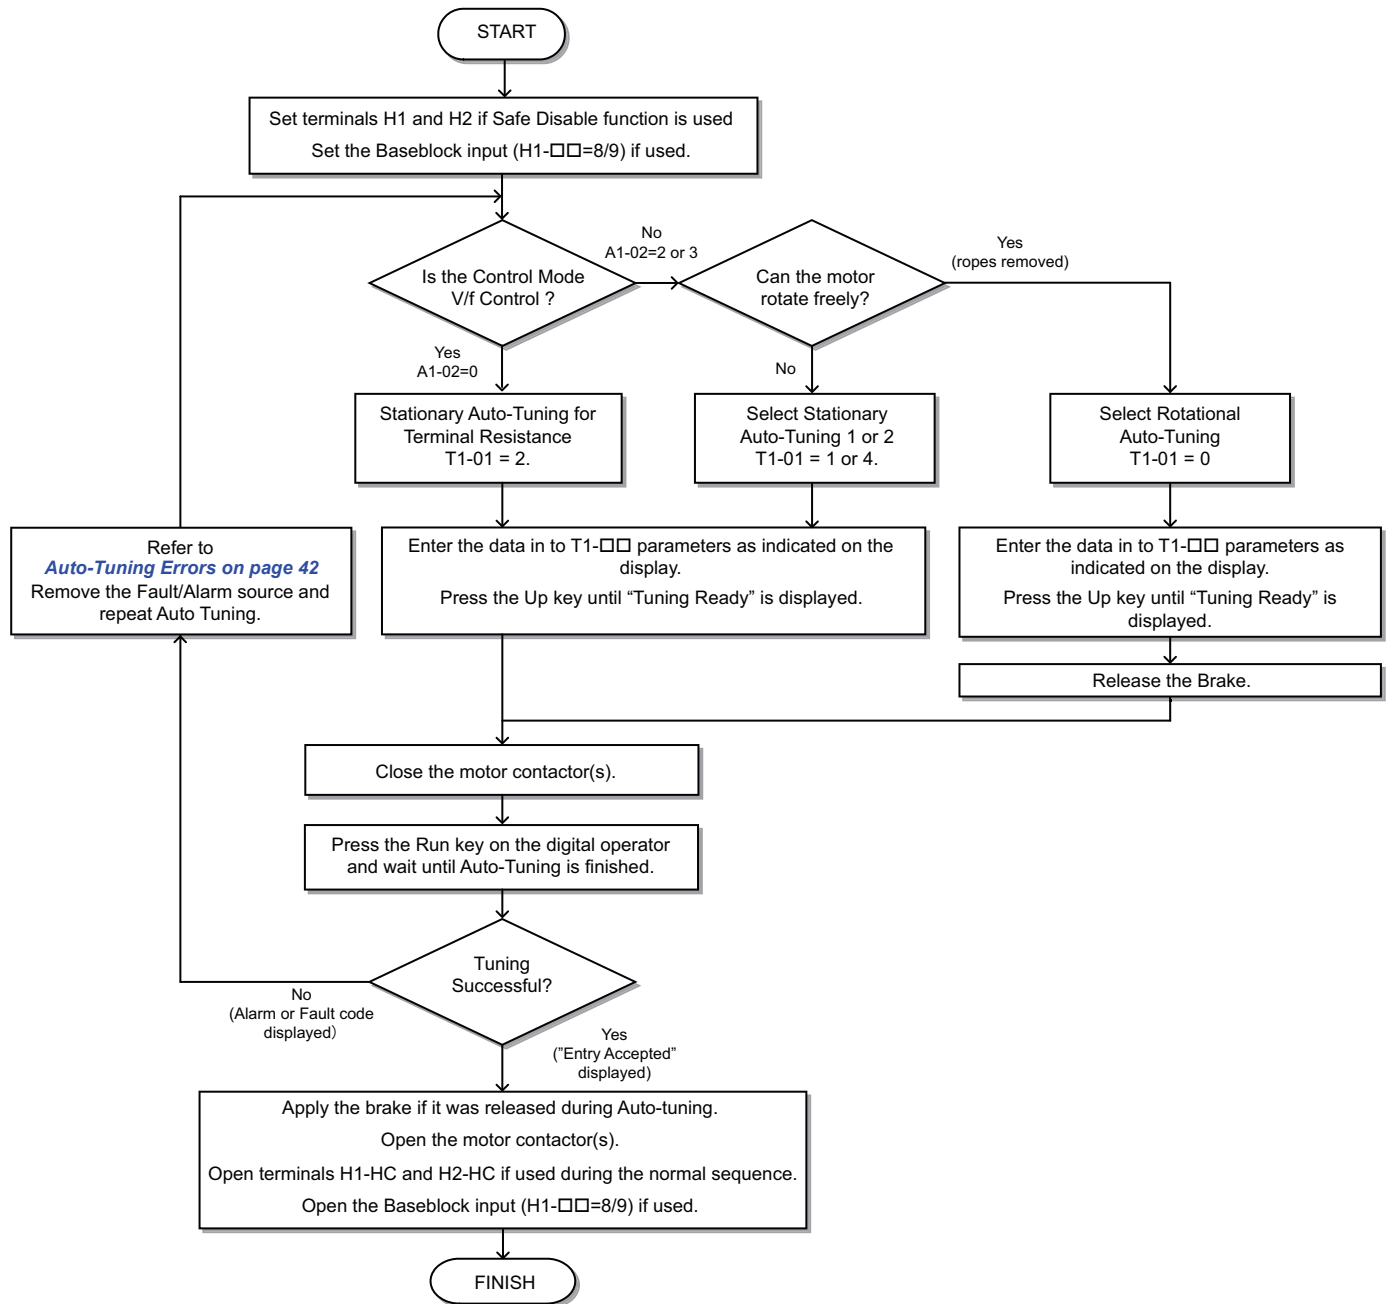 START
Set terminals H1 and H2 if Safe Disable function is used
Set the Baseblock input (H1-□□=8/9) if used.
Is the Control Mode
V/f Control ?
No
A1-02=2 or 3
Can the motor
rotate freely?
Yes
(ropes removed)
Yes
A1-02=0
No
Stationary Auto-Tuning for
Terminal Resistance
T1-01 = 2.
Select Stationary
Auto-Tuning 1 or 2
T1-01 = 1 or 4.
Select Rotational
Auto-Tuning
T1-01 = 0
Refer to
Auto-Tuning Errors on page 42
Remove the Fault/Alarm source and
repeat Auto Tuning.
Enter the data in to T1-□□ parameters as indicated on the
display.
Press the Up key until “Tuning Ready” is displayed.
Enter the data in to T1-□□ parameters as
indicated on the display.
Press the Up key until “Tuning Ready” is
displayed.
Release the Brake.
Close the motor contactor(s).
Press the Run key on the digital operator
and wait until Auto-Tuning is finished.
Tuning
Successful?
No
(Alarm or Fault code
displayed)
Yes
(”Entry Accepted”
displayed)
Apply the brake if it was released during Auto-tuning.
Open the motor contactor(s).
Open terminals H1-HC and H2-HC if used during the normal sequence.
Open the Baseblock input (H1-□□=8/9) if used.
FINISH